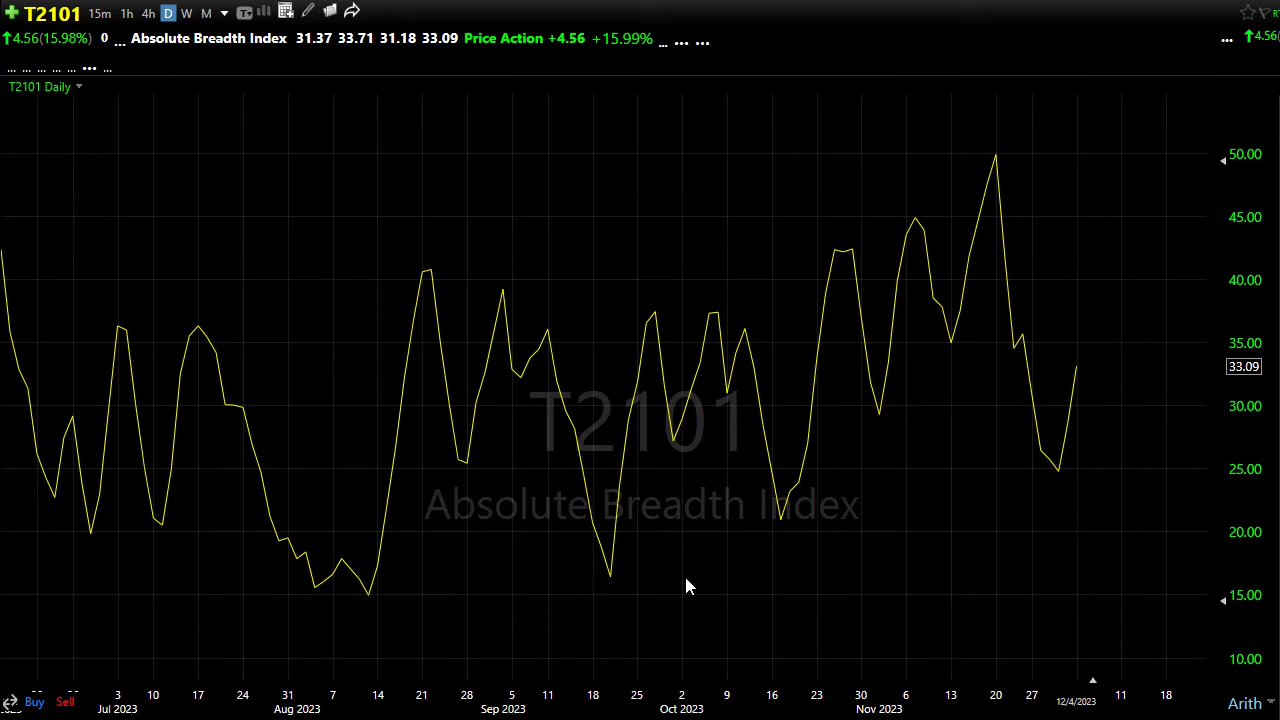 T2101 15m 1h 4h D W M
4.56(15.98%) 0 ... Absolute Breadth Index 31.37 33.71 31.18 33.09 Price Action +4.56 +15.99% ... ... ... ... 4.56(
... ... ... ... ... ... ...
T2101 Daily
50.00
45.00
40.00
35.00
33.09
30.00
25.00
20.00
15.00
10.00
T2101
Absolute Breadth Index
3 10 17 24 31 7 14 21 28 5 11 18 25 2 9 16 23 30 6 13 20 27 12/4/2023 11 18
Buy Sell Jul 2023 Aug 2023 Sep 2023 Oct 2023 Nov 2023 Arith